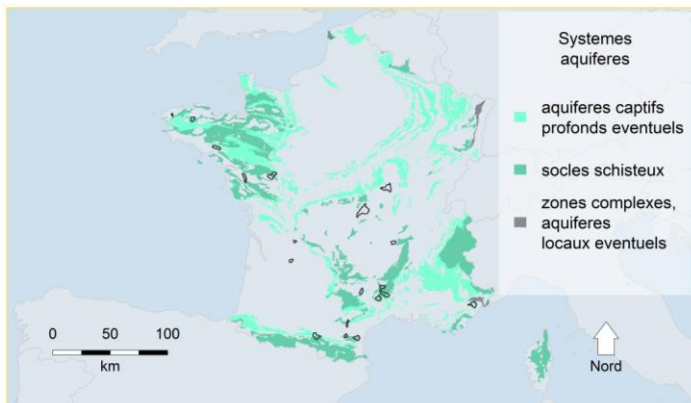 Systemes
aquiferes
aquiferes captifs
profonds eventuels
socles schisteux
zones complexes,
aquiferes
locaux eventuels
0 50 100
km
Nord